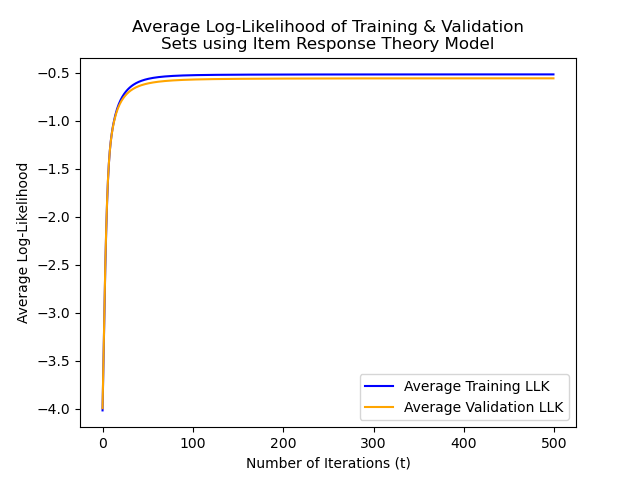 Average Log-Likelihood of Training & Validation
Sets using Item Response Theory Model
−0.5
−1.0
−1.5
−2.0
−2.5
−3.0
−3.5
−4.0
Average Log-Likelihood
Average Training LLK
Average Validation LLK
0 100 200 300 400 500
Number of Iterations (t)